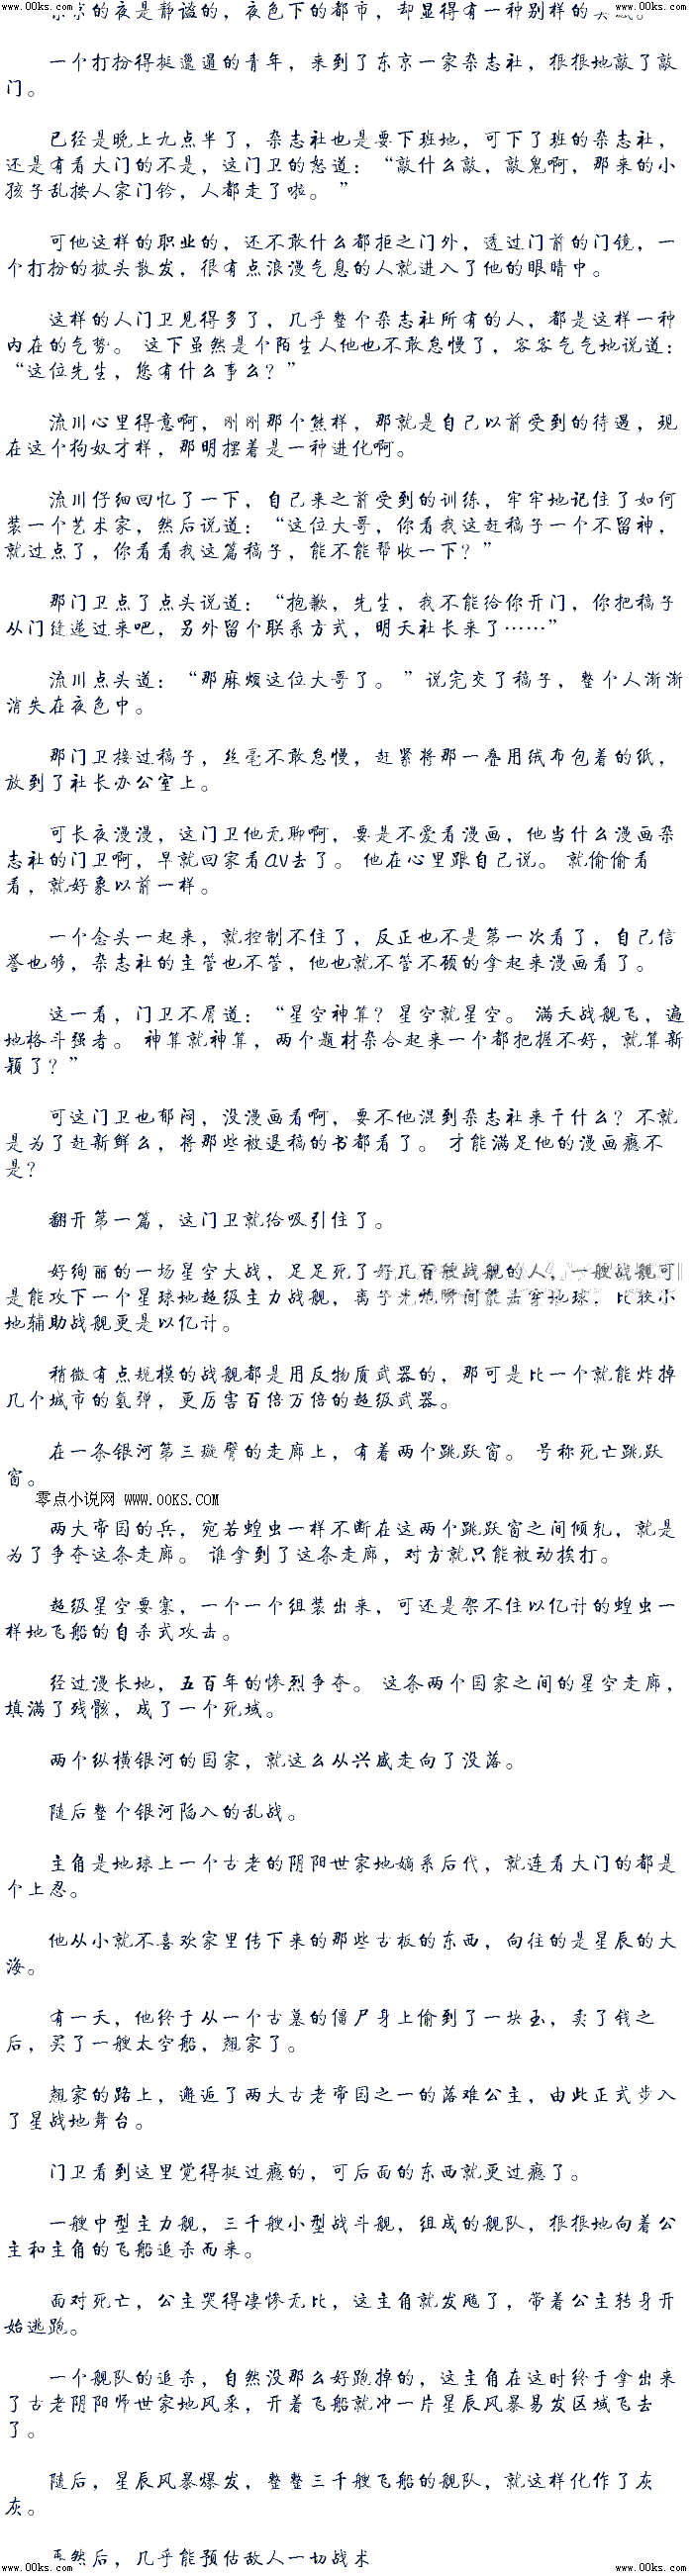 www.00ks.com www.00ks.com
京的夜是静谧的，夜色下的都市，却显得有一种别样的
一个打扮得挺邋遢的青年，来到了东京一家杂志社，狠狠地敲了敲
门。
已经是晚上九点半了，杂志社也是要下班地，可下了班的杂志社，
还是有看大门的不是，这门卫的怒道：“敲什么敲，敲鬼啊，那来的小
孩子乱按人家门铃，人都走了啦。”
可他这样的职业的，还不敢什么都拒之门外，透过门前的门镜，一
个打扮的披头散发，很有点浪漫气息的人就进入了他的眼睛中。
这样的人门卫见得多了，几乎整个杂志社所有的人，都是这样一种
内在的气势。 这下虽然是个陌生人他也不敢怠慢了，客客气气地说道：
“这位先生，您有什么事么？”
流川心里得意啊，刚刚那个熊样，那就是自己以前受到的待遇，现
在这个狗奴才样，那明摆着是一种进化啊。
流川仔细回忆了一下，自己来之前受到的训练，牢牢地记住了如何
装一个艺术家，然后说道：“这位大哥，你看我这赶稿子一个不留神，
就过点了，你看看我这篇稿子，能不能帮收一下？”
那门卫点了点头说道：“抱歉，先生，我不能给你开门，你把稿子
从门缝递过来吧，另外留个联系方式，明天社长来了……”
流川点头道：“那麻烦这位大哥了。 ”说完交了稿子，整个人渐渐
消失在夜色中。
那门卫接过稿子，丝毫不敢怠慢，赶紧将那一叠用绒布包着的纸，
放到了社长办公室上。
可长夜漫漫，这门卫他无聊啊，要是不爱看漫画，他当什么漫画杂
志社的门卫啊，早就回家看AV去了。 他在心里跟自己说。 就偷偷看
看，就好象以前一样。
一个念头一起来，就控制不住了，反正也不是第一次看了，自己信
誉也够，杂志社的主管也不管，他也就不管不顾的拿起来漫画看了。
这一看，门卫不屑道：“星空神算？星空就星空。 满天战舰飞，遍
地格斗强者。 神算就神算，两个题材杂合起来一个都把握不好，就算新
颖了？”
可这门卫也郁闷，没漫画看啊，要不他混到杂志社来干什么？不就
是为了赶新鲜么，将那些被退稿的书都看了。 才能满足他的漫画瘾不
是？
翻开第一篇，这门卫就给吸引住了。
好绚丽的一场星空大战，足足死了好几百艘战舰的人，一艘战舰可
是能攻下一个星球地超级主力战舰，离子光炮瞬间能击穿地球，比较小
地辅助战舰更是以亿计。
稍微有点规模的战舰都是用反物质武器的，那可是比一个就能炸掉
几个城市的氢弹，更厉害百倍万倍的超级武器。
在一条银河第三璇臂的走廊上，有着两个跳跃窗。 号称死亡跳跃
窗。
零点小说网 WWW.00KS.COM
两大帝国的兵，宛若蝗虫一样不断在这两个跳跃窗之间倾轧，就是
为了争夺这条走廊。 谁拿到了这条走廊，对方就只能被动挨打。
超级星空要塞，一个一个组装出来，可还是架不住以亿计的蝗虫一
样地飞船的自杀式攻击。
经过漫长地，五百年的惨烈争夺。 这条两个国家之间的星空走廊，
填满了残骸，成了一个死域。
两个纵横银河的国家，就这么从兴盛走向了没落。
随后整个银河陷入的乱战。
主角是地球上一个古老的阴阳世家地嫡系后代，就连看大门的都是
个上忍。
他从小就不喜欢家里传下来的那些古板的东西，向往的是星辰的大
海。
有一天，他终于从一个古墓的僵尸身上偷到了一块玉，卖了钱之
后，买了一艘太空船，翘家了。
翘家的路上，邂逅了两大古老帝国之一的落难公主，由此正式步入
了星战地舞台。
门卫看到这里觉得挺过瘾的，可后面的东西就更过瘾了。
一艘中型主力舰，三千艘小型战斗舰，组成的舰队，狠狠地向着公
主和主角的飞船追杀而来。
面对死亡，公主哭得凄惨无比，这主角就发飚了，带着公主转身开
始逃跑。
一个舰队的追杀，自然没那么好跑掉的，这主角在这时终于拿出来
了古老阴阳师世家地风采，开着飞船就冲一片星辰风暴易发区域飞去
了。
随后，星辰风暴爆发，整整三千艘飞船的舰队，就这样化作了灰
灰。
再然后，几乎能预估敌人一切战术
www.00ks.com www.00ks.com